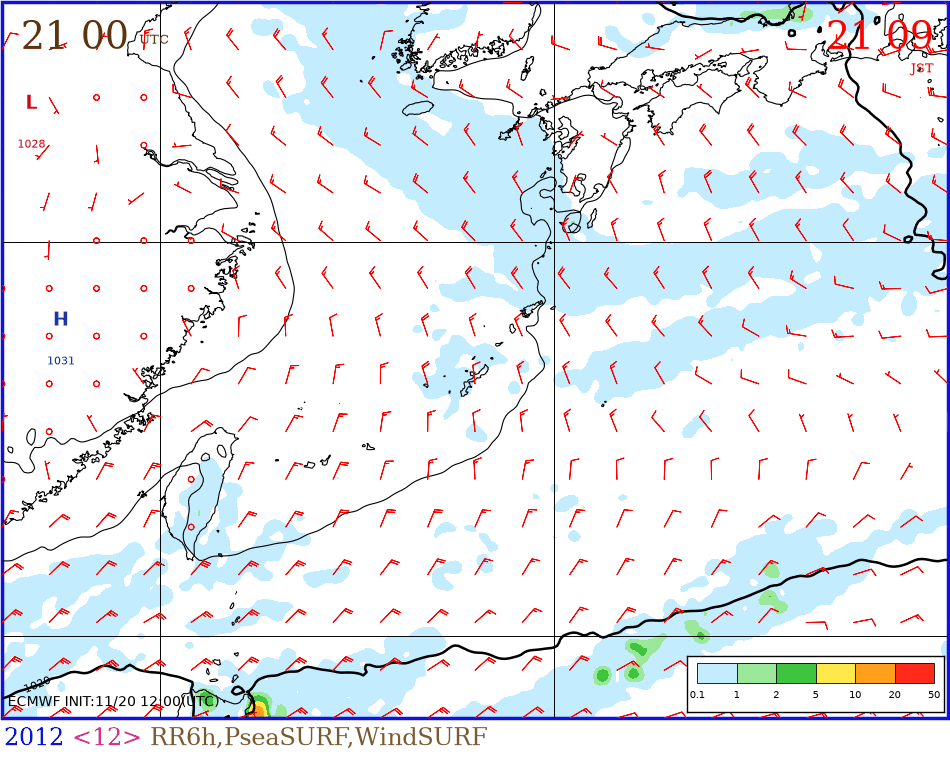 21 00 UTC
21 09
JST
L
1028
H
1031
1020
ECMWF INIT:11/20 12:00(UTC)
0.1 1 2 5 10 20 50
2012 <12> RR6h,PseaSURF,WindSURF